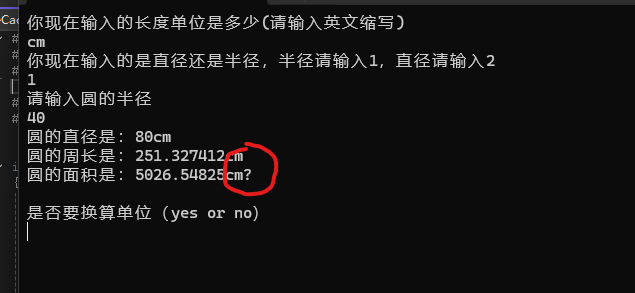 你现在输入的长度单位是多少(请输入英文缩写)
cm
你现在输入的是直径还是半径，半径请输入1，直径请输入2
1
请输入圆的半径
40
圆的直径是：80cm
圆的周长是：251.327412cm
圆的面积是：5026.54825cm?
是否要换算单位（yes or no）